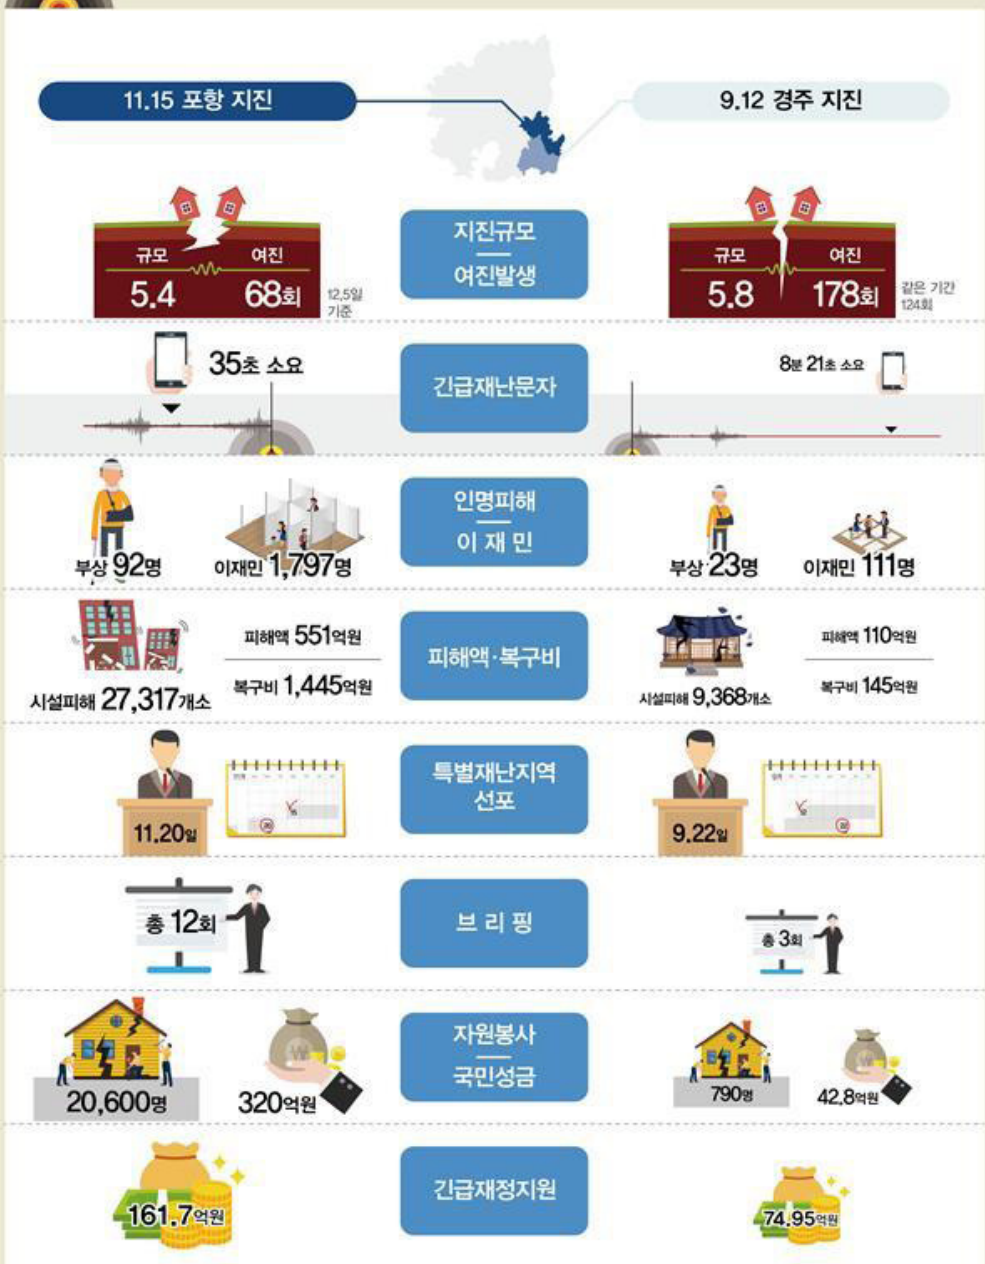 11.15 포항 지진
9.12 경주 지진
규모
여진
5.4
68회
12.5일
기준
지진규모
여진발생
규모
여진
5.8
178회
같은 기간
124회
35초 소요
긴급재난문자
8분 21초 소요
부상 92명
이재민 1,797명
인명피해
이 재 민
부상 23명
이재민 111명
시설피해 27,317개소
피해액 551억원
복구비 1,445억원
피해액·복구비
시설피해 9,368개소
피해액 110억원
복구비 145억원
11.20일
특별재난지역
선포
9.22일
총 12회
브 리 핑
총 3회
20,600명
320억원
자원봉사
국민성금
790명
42.8억원
161.7억원
긴급재정지원
74.95억원